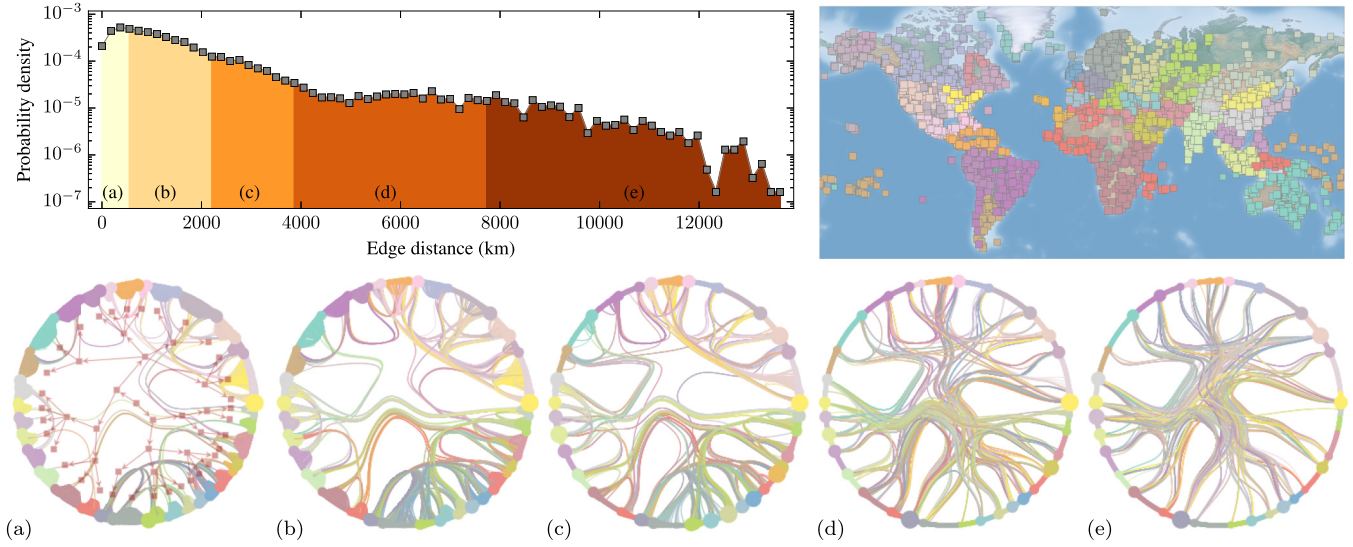 10⁻³
10⁻⁴
10⁻⁵
10⁻⁶
10⁻⁷
Probability density
(a) (b) (c) (d) (e)
0 2000 4000 6000 8000 10000 12000
Edge distance (km)
(a) (b) (c) (d) (e)